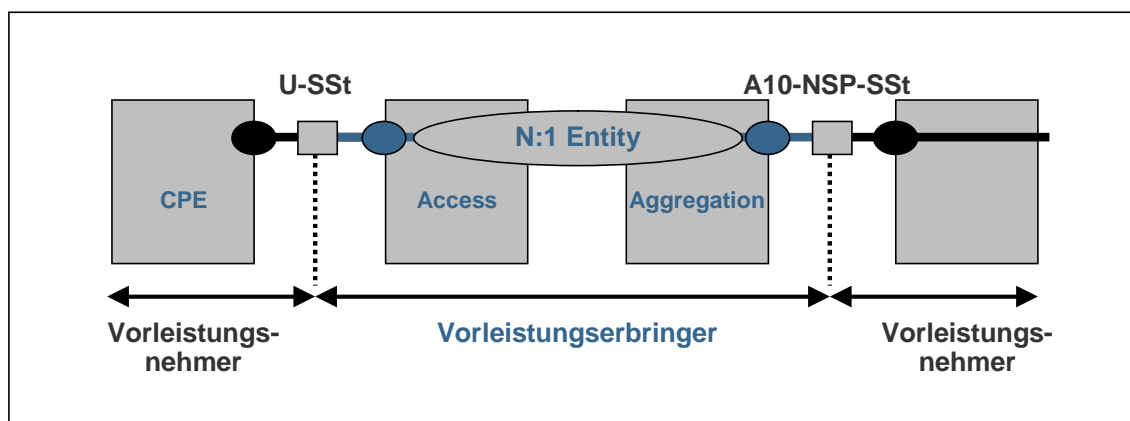 U-SSt
A10-NSP-SSt
N:1 Entity
CPE
Access
Aggregation
Vorleistungs-
nehmer
Vorleistungserbringer
Vorleistungs-
nehmer